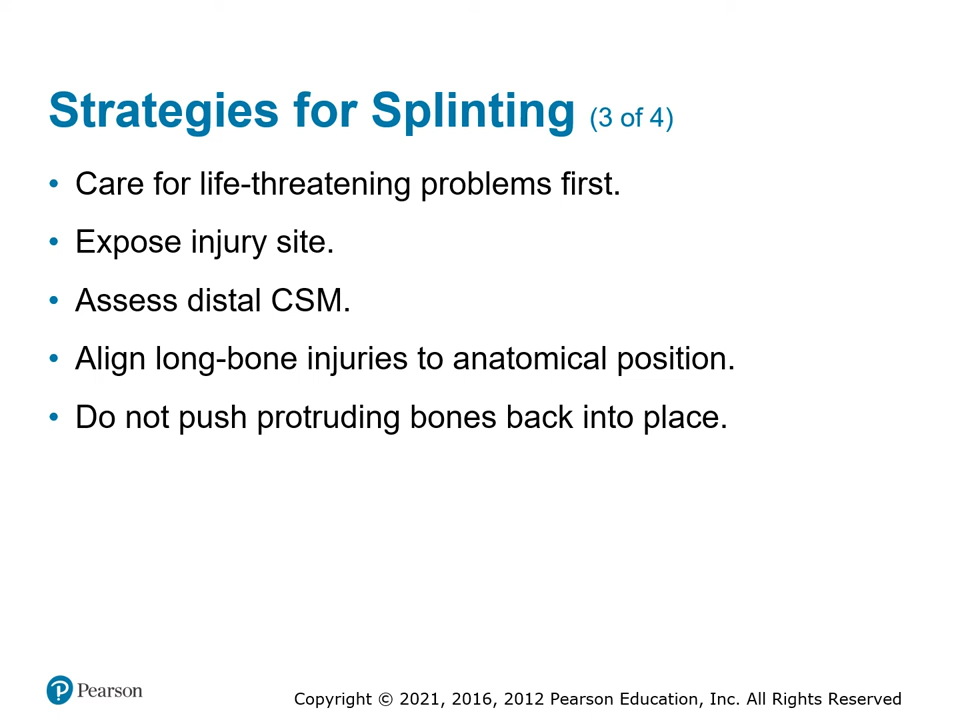 Strategies for Splinting (3 of 4)
• Care for life-threatening problems first.
• Expose injury site.
• Assess distal CSM.
• Align long-bone injuries to anatomical position.
• Do not push protruding bones back into place.
Pearson
Copyright © 2021, 2016, 2012 Pearson Education, Inc. All Rights Reserved